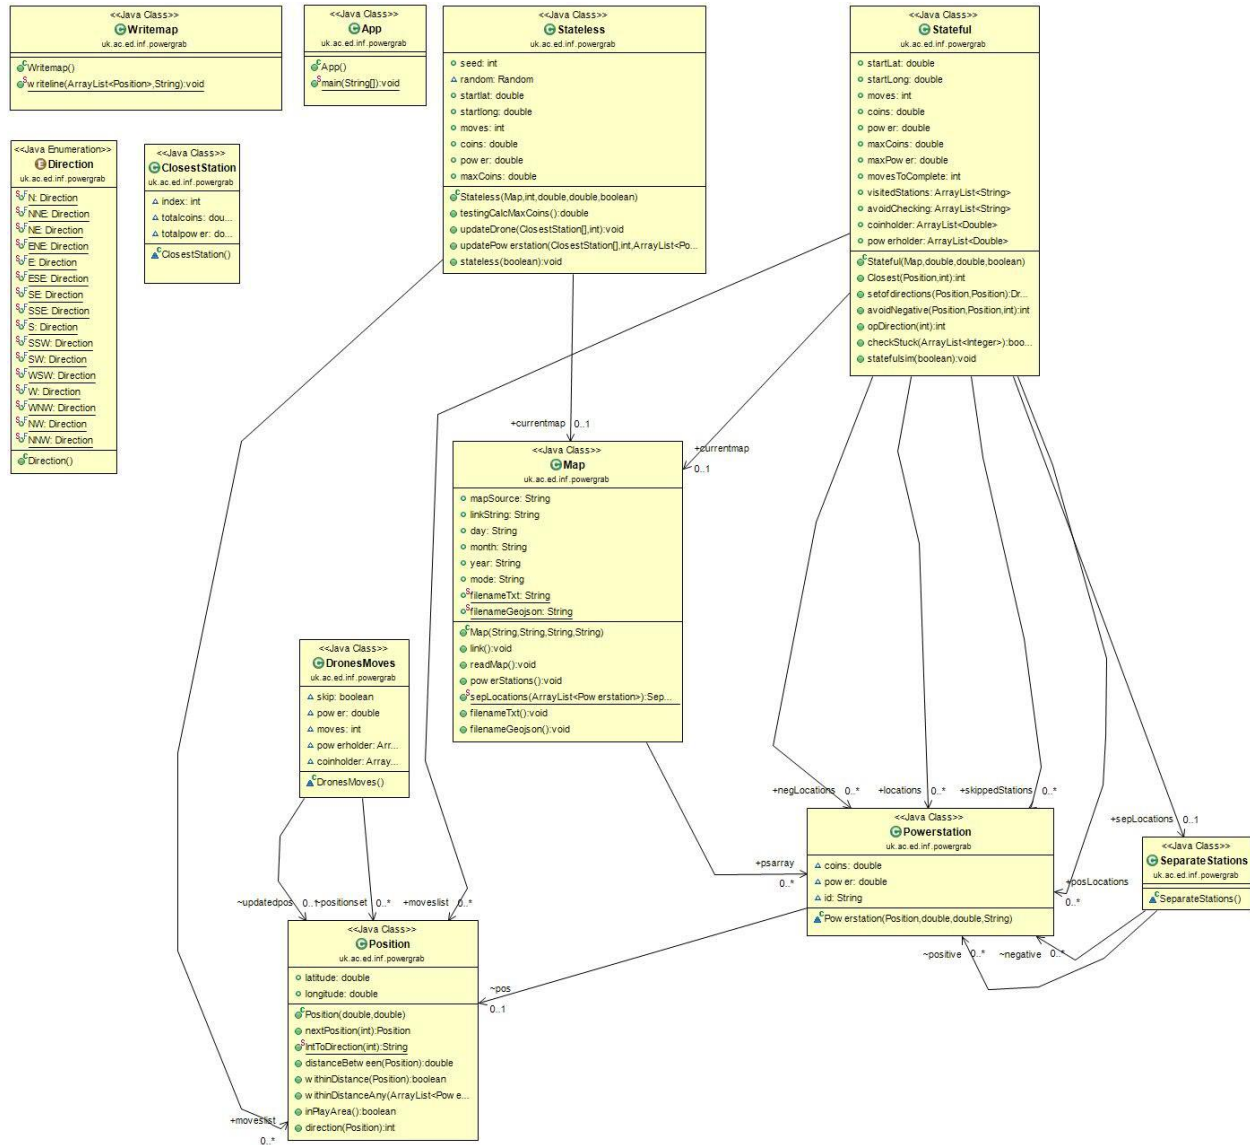 <<Java Class>>
Writemap
uk.ac.ed.inf.powergrab
Writemap()
writeline(ArrayList<Position>,String):void
<<Java Class>>
App
uk.ac.ed.inf.powergrab
App()
main(String[]):void
<<Java Class>>
Stateless
uk.ac.ed.inf.powergrab
seed: int
random: Random
startlat: double
startlong: double
moves: int
coins: double
power: double
maxCoins: double
Stateless(Map,int,double,double,boolean)
testingCalcMaxCoins():double
updateDrone(ClosestStation[],int):void
updatePowerstation(ClosestStation[],int,ArrayList<Po...
stateless(boolean):void
<<Java Class>>
Stateful
uk.ac.ed.inf.powergrab
startLat: double
startLong: double
moves: int
coins: double
power: double
maxCoins: double
maxPower: double
movesToComplete: int
visitedStations: ArrayList<String>
avoidChecking: ArrayList<String>
coinholder: ArrayList<Double>
powerholder: ArrayList<Double>
Stateful(Map,double,double,boolean)
Closest(Position,int):int
setofdirections(Position,Position):Dr...
avoidNegative(Position,Position,int):int
opDirection(int):int
checkStuck(ArrayList<Integer>):boo...
statefulsim(boolean):void
<<Java Enumeration>>
Direction
uk.ac.ed.inf.powergrab
N: Direction
NNE: Direction
NE: Direction
ENE: Direction
E: Direction
ESE: Direction
SE: Direction
SSE: Direction
S: Direction
SSW: Direction
SW: Direction
WSW: Direction
W: Direction
WNW: Direction
NW: Direction
NNW: Direction
Direction()
<<Java Class>>
ClosestStation
uk.ac.ed.inf.powergrab
index: int
totalcoins: dou...
totalpower: do...
ClosestStation()
+currentmap 0..1
+currentmap
0..1
<<Java Class>>
Map
uk.ac.ed.inf.powergrab
mapSource: String
linkString: String
day: String
month: String
year: String
mode: String
filenameTxt: String
filenameGeojson: String
Map(String,String,String,String)
link():void
readMap():void
powerStations():void
sepLocations(ArrayList<Powerstation>):Sep...
filenameTxt():void
filenameGeojson():void
<<Java Class>>
DronesMoves
uk.ac.ed.inf.powergrab
skip: boolean
power: double
moves: int
powerholder: Arr...
coinholder: Array...
DronesMoves()
+negLocations 0..*
+locations 0..*
+skippedStations 0..*
+sepLocations 0..1
+psarray
0..*
<<Java Class>>
Powerstation
uk.ac.ed.inf.powergrab
coins: double
power: double
id: String
Powerstation(Position,double,double,String)
+posLocations
0..*
<<Java Class>>
SeparateStations
uk.ac.ed.inf.powergrab
SeparateStations()
~positive 0..*
~negative 0..*
~updatedpos 0..1
~positionset 0..*
+moveslist 0..*
~pos
0..1
<<Java Class>>
Position
uk.ac.ed.inf.powergrab
latitude: double
longitude: double
Position(double,double)
nextPosition(int):Position
IntToDirection(int):String
distanceBetween(Position):double
withinDistance(Position):boolean
withinDistanceAny(ArrayList<Powe...
inPlayArea():boolean
direction(Position):int
+moveslist
0..*